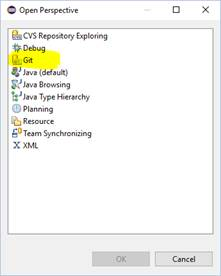 Open Perspective
CVS Repository Exploring
Debug
Git
Java (default)
Java Browsing
Java Type Hierarchy
Planning
Resource
Team Synchronizing
XML
OK
Cancel